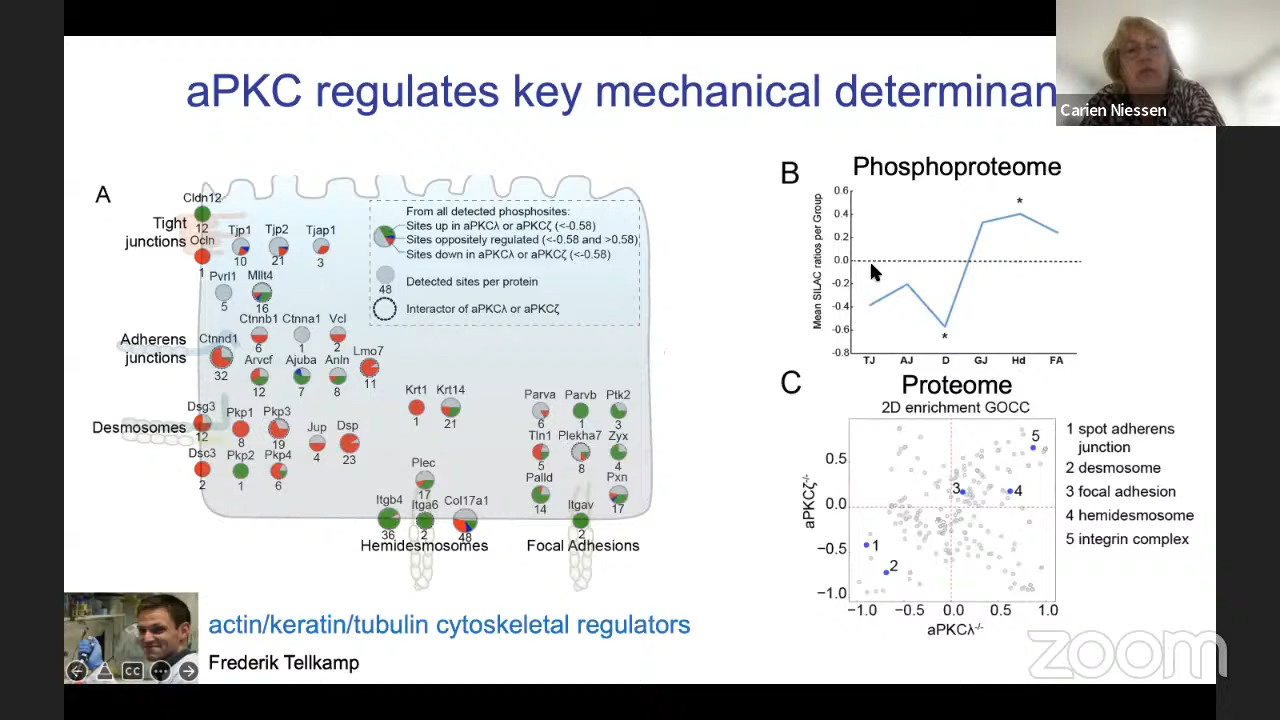 aPKC regulates key mechanical determinan
Carien Niessen
A
Cldn12
12
Tight
junctions
Ocln
1
Tjp1
10
Tjp2
21
Tjap1
3
From all detected phosphosites:
Sites up in aPKCλ or aPKCζ (<-0.58)
Sites oppositely regulated (<-0.58 and >0.58)
Sites down in aPKCλ or aPKCζ (<-0.58)
Detected sites per protein
48
Interactor of aPKCλ or aPKCζ
Pvrl1
5
Mllt4
16
Adherens
junctions
Ctnnd1
32
Ctnnb1
6
Ctnna1
1
Vcl
2
Lmo7
11
Arvcf
12
Ajuba
7
Anln
8
Desmosomes
Dsg3
12
Pkp1
8
Pkp3
19
Jup
4
Dsp
23
Dsc3
2
Pkp2
1
Pkp4
6
Krt1
1
Krt14
21
Parva
6
Parvb
1
Ptk2
3
Tln1
5
Plekha7
8
Zyx
4
Palld
14
Pxn
17
Plec
17
Itgb4
36
Itga6
2
Col17a1
48
Itgav
2
Hemidesmosomes
Focal Adhesions
B
Phosphoproteome
Mean SILAC ratios per Group
0.6
0.4
0.2
0.0
-0.2
-0.4
-0.6
-0.8
*
*
TJ AJ D GJ Hd FA
C
Proteome
2D enrichment GOCC
aPKCζ-/-
0.5
0.0
−0.5
−1.0
5
3
4
1
2
−1.0 −0.5 0.0 0.5 1.0
aPKCλ-/-
1 spot adherens
junction
2 desmosome
3 focal adhesion
4 hemidesmosome
5 integrin complex
actin/keratin/tubulin cytoskeletal regulators
Frederik Tellkamp
CC
zoom